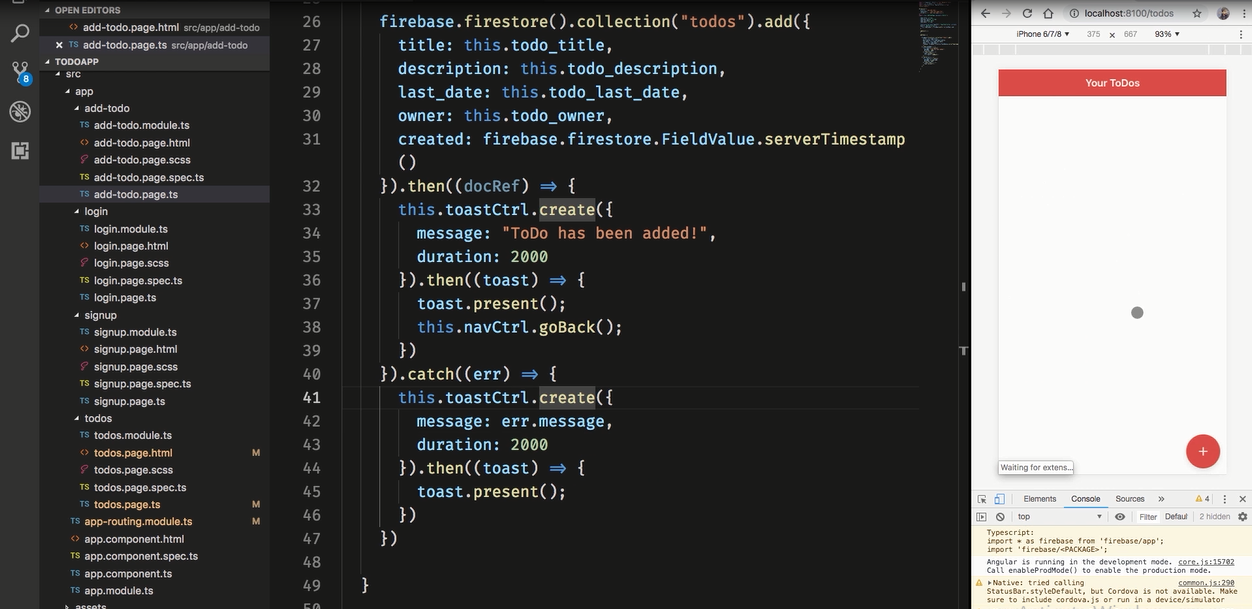 OPEN EDITORS
add-todo.page.html src/app/add-todo
TS add-todo.page.ts src/app/add-todo
TODOAPP
src
app
add-todo
TS add-todo.module.ts
add-todo.page.html
add-todo.page.scss
TS add-todo.page.spec.ts
TS add-todo.page.ts
login
TS login.module.ts
login.page.html
login.page.scss
TS login.page.spec.ts
TS login.page.ts
signup
TS signup.module.ts
signup.page.html
signup.page.scss
TS signup.page.spec.ts
TS signup.page.ts
todos
TS todos.module.ts
todos.page.html M
todos.page.scss
TS todos.page.spec.ts
TS todos.page.ts M
TS app-routing.module.ts M
app.component.html
TS app.component.spec.ts
TS app.component.ts
TS app.module.ts
assets
8
26 firebase.firestore().collection("todos").add({
27 title: this.todo_title,
28 description: this.todo_description,
29 last_date: this.todo_last_date,
30 owner: this.todo_owner,
31 created: firebase.firestore.FieldValue.serverTimestamp
()
32 }).then((docRef) => {
33 this.toastCtrl.create({
34 message: "ToDo has been added!",
35 duration: 2000
36 }).then((toast) => {
37 toast.present();
38 this.navCtrl.goBack();
39 })
40 }).catch((err) => {
41 this.toastCtrl.create({
42 message: err.message,
43 duration: 2000
44 }).then((toast) => {
45 toast.present();
46 })
47 })
48
49 }
50
localhost:8100/todos
iPhone 6/7/8 375 x 667 93%
Your ToDos
+
Waiting for extens...
Elements Console Sources » 4
top Filter Defaul 2 hidden
Typescript:
import * as firebase from 'firebase/app';
import 'firebase/<PACKAGE>';
Angular is running in the development mode. core.js:15702
Call enableProdMode() to enable the production mode.
Native: tried calling common.js:290
StatusBar.styleDefault, but Cordova is not available. Make
sure to include cordova.js or run in a device/simulator